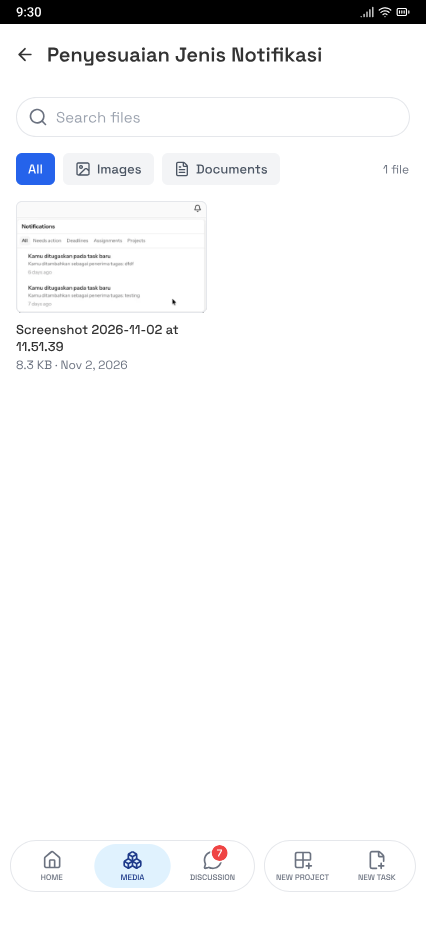 9:30
Penyesuaian Jenis Notifikasi
Search files
All
Images
Documents
1 file
Notifications
All Needs action Deadlines Assignments Projects
Kamu ditugaskan pada task baru
Kamu ditambahkan sebagai penerima tugas: dfdf
6 days ago
Kamu ditugaskan pada task baru
Kamu ditambahkan sebagai penerima tugas: testing
7 days ago
Screenshot 2026-11-02 at
11.51.39
8.3 KB · Nov 2, 2026
7
HOME
MEDIA
DISCUSSION
NEW PROJECT
NEW TASK